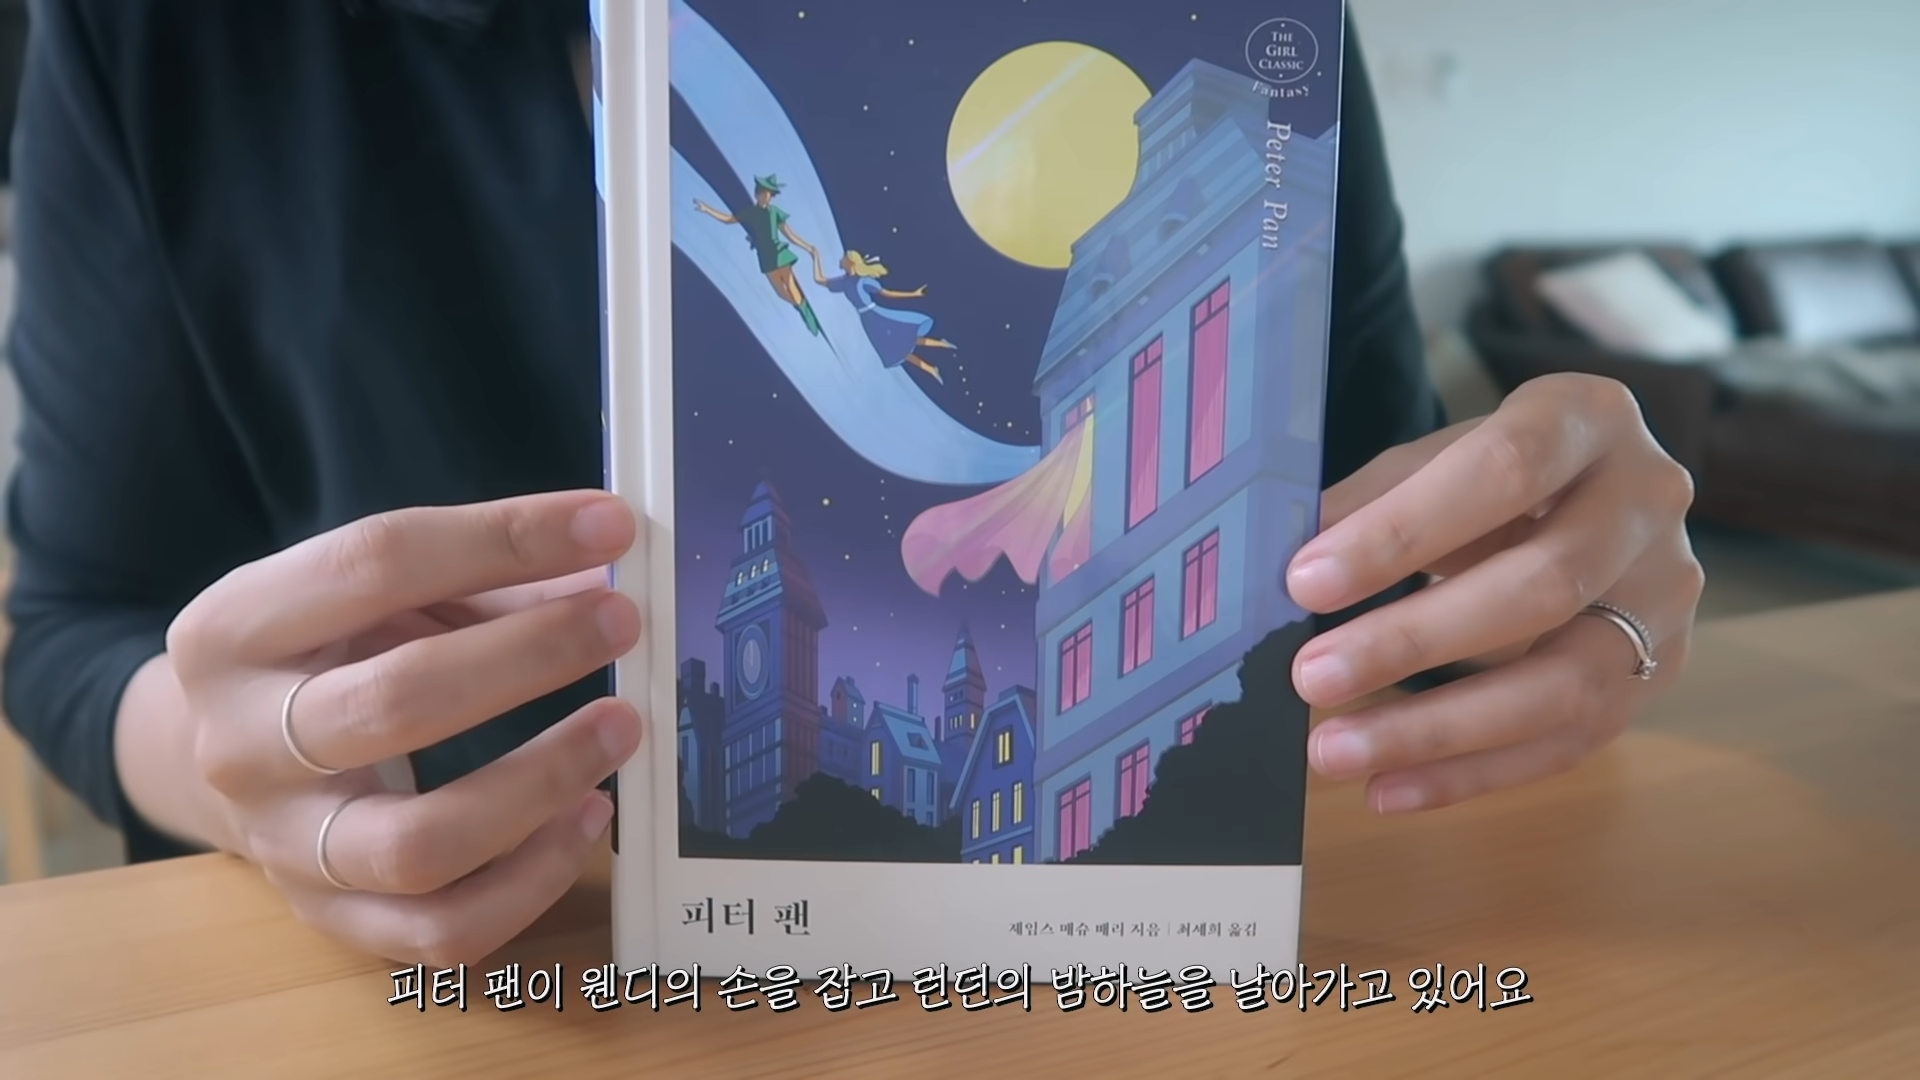 THE
GIRL
CLASSIC
Fantasy
Peter Pan
피터 팬
제임스 매슈 배리 지음 | 최세희 옮김
피터 팬이 웬디의 손을 잡고 런던의 밤하늘을 날아가고 있어요